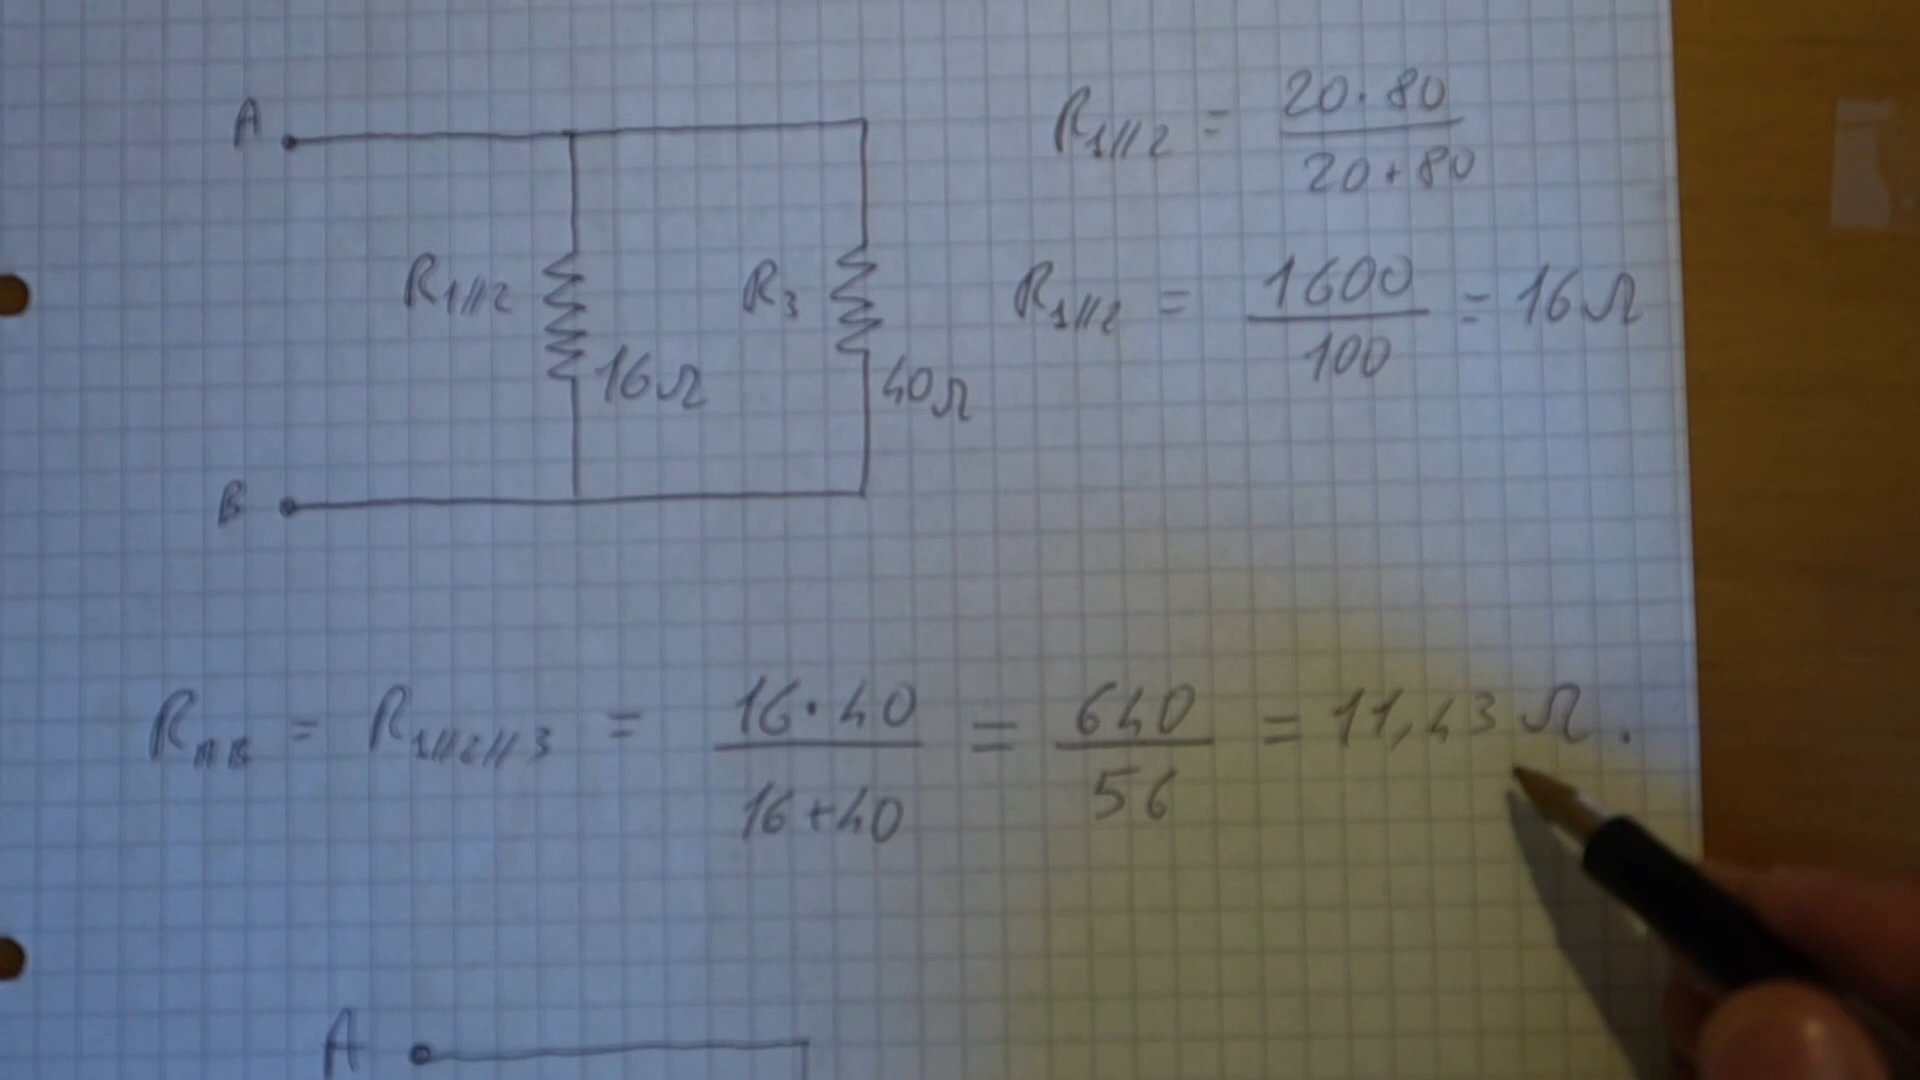 A
R1//2 = 20·80 / 20+80
R1//2 16Ω
R3 40Ω
R1//2 = 1600 / 100 = 16Ω
B
RAB = R1//2//3 = 16·40 / 16+40 = 640 / 56 = 11,43 Ω.
A